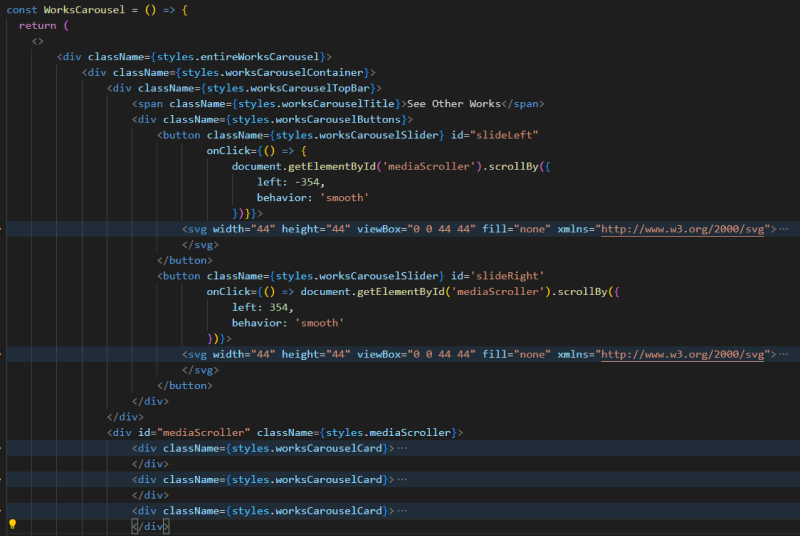 const WorksCarousel = () => {
  return (
    <>
      <div className={styles.entireWorksCarousel}>
        <div className={styles.worksCarouselContainer}>
          <div className={styles.worksCarouselTopBar}>
            <span className={styles.worksCarouselTitle}>See Other Works</span>
            <div className={styles.worksCarouselButtons}>
              <button className={styles.worksCarouselSlider} id="slideLeft"
                      onClick={() => {
                        document.getElementById('mediaScroller').scrollBy({
                          left: -354,
                          behavior: 'smooth'
                        })}}>
                <svg width="44" height="44" viewBox="0 0 44 44" fill="none" xmlns="http://www.w3.org/2000/svg">···
                </svg>
              </button>
              <button className={styles.worksCarouselSlider} id='slideRight'
                      onClick={() => document.getElementById('mediaScroller').scrollBy({
                        left: 354,
                        behavior: 'smooth'
                      })}>
                <svg width="44" height="44" viewBox="0 0 44 44" fill="none" xmlns="http://www.w3.org/2000/svg">···
                </svg>
              </button>
            </div>
          </div>
          <div id="mediaScroller" className={styles.mediaScroller}>
            <div className={styles.worksCarouselCard}>···
            </div>
            <div className={styles.worksCarouselCard}>···
            </div>
            <div className={styles.worksCarouselCard}>···
            </div>